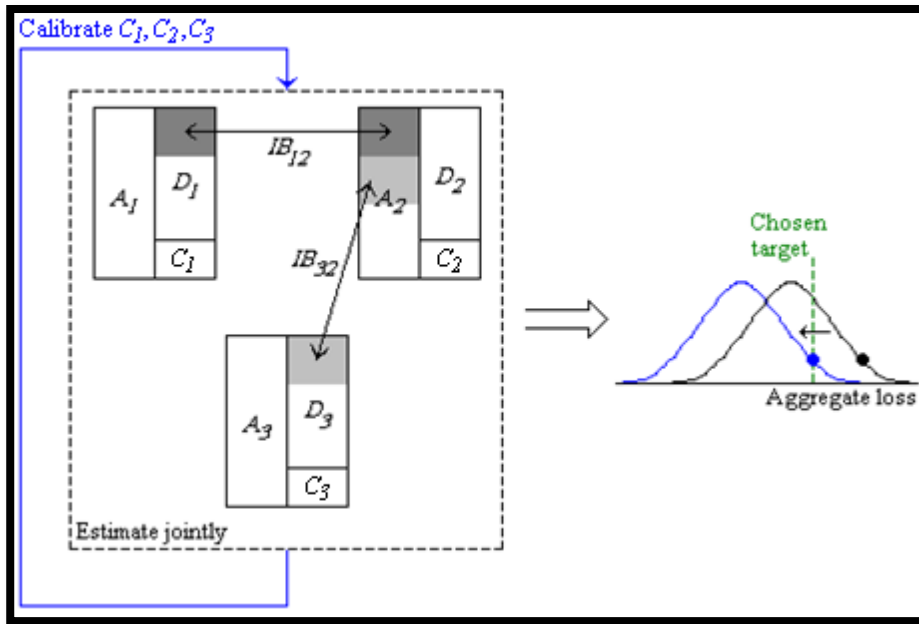 Calibrate C1, C2, C3
IB12
A1
D1
C1
A2
D2
C2
IB32
A3
D3
C3
Estimate jointly
Chosen
target
Aggregate loss